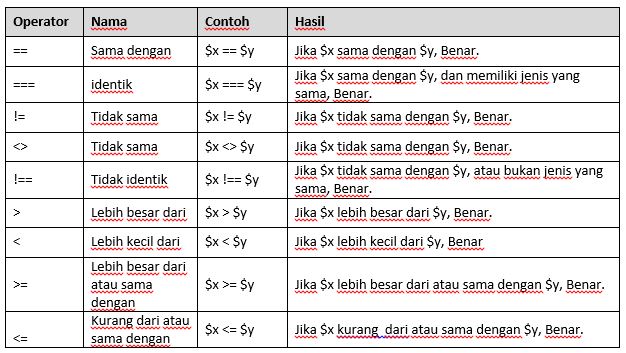 Operator Nama Contoh Hasil
== Sama dengan $x == $y Jika $x sama dengan $y, Benar.
=== identik $x === $y Jika $x sama dengan $y, dan memiliki jenis yang
sama, Benar.
!= Tidak sama $x != $y Jika $x tidak sama dengan $y, Benar.
<> Tidak sama $x <> $y Jika $x tidak sama dengan $y, Benar.
!== Tidak identik $x !== $y Jika $x tidak sama dengan $y, atau bukan jenis yang
sama, Benar.
> Lebih besar dari $x > $y Jika $x lebih besar dari $y, Benar.
< Lebih kecil dari $x < $y Jika $x lebih kecil dari $y, Benar
>= Lebih besar dari
atau sama
dengan $x >= $y Jika $x lebih besar dari atau sama dengan $y, Benar.
<= Kurang dari atau
sama dengan $x <= $y Jika $x kurang  dari atau sama dengan $y, Benar.